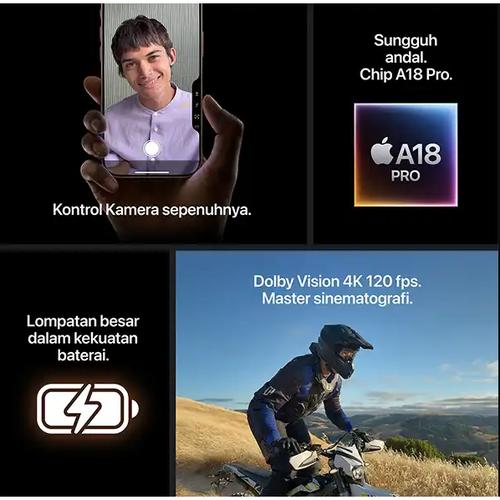 Kontrol Kamera sepenuhnya.
Sungguh
andal.
Chip A18 Pro.
A18
PRO
Lompatan besar
dalam kekuatan
baterai.
Dolby Vision 4K 120 fps.
Master sinematografi.